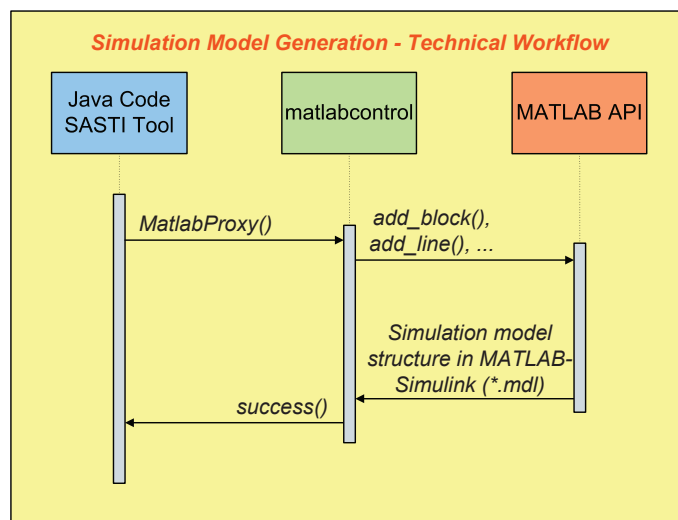 Simulation Model Generation - Technical Workflow
Java Code
SASTI Tool
matlabcontrol
MATLAB API
MatlabProxy()
add_block(),
add_line(), ...
Simulation model
structure in MATLAB-
Simulink (*.mdl)
success()